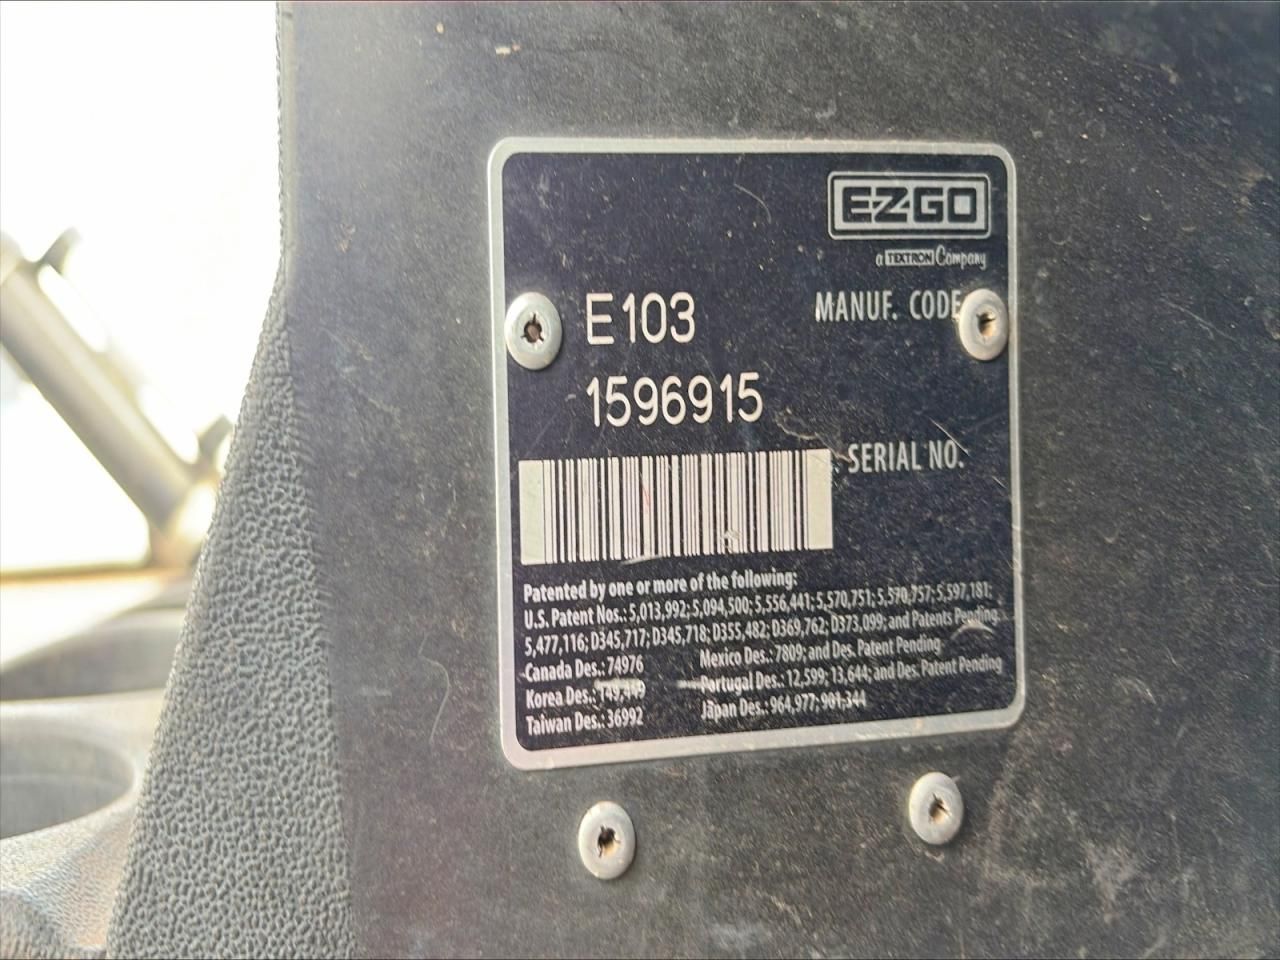 EZGO
a TEXTRON Company
E103
MANUF. CODE
1596915
SERIAL NO.
Patented by one or more of the following:
U.S. Patent Nos.: 5,013,992; 5,094,500; 5,556,441; 5,570,751; 5,570,757; 5,597,181;
5,477,116; D345,717; D345,718; D355,482; D369,762; D373,099; and Patents Pending.
Canada Des.: 74976
Mexico Des.: 7809; and Des. Patent Pending
Korea Des.:
Portugal Des.: 12,599; 13,644; and Des. Patent Pending
Taiwan Des.: 36992
Japan Des.: 964,977; 901,344